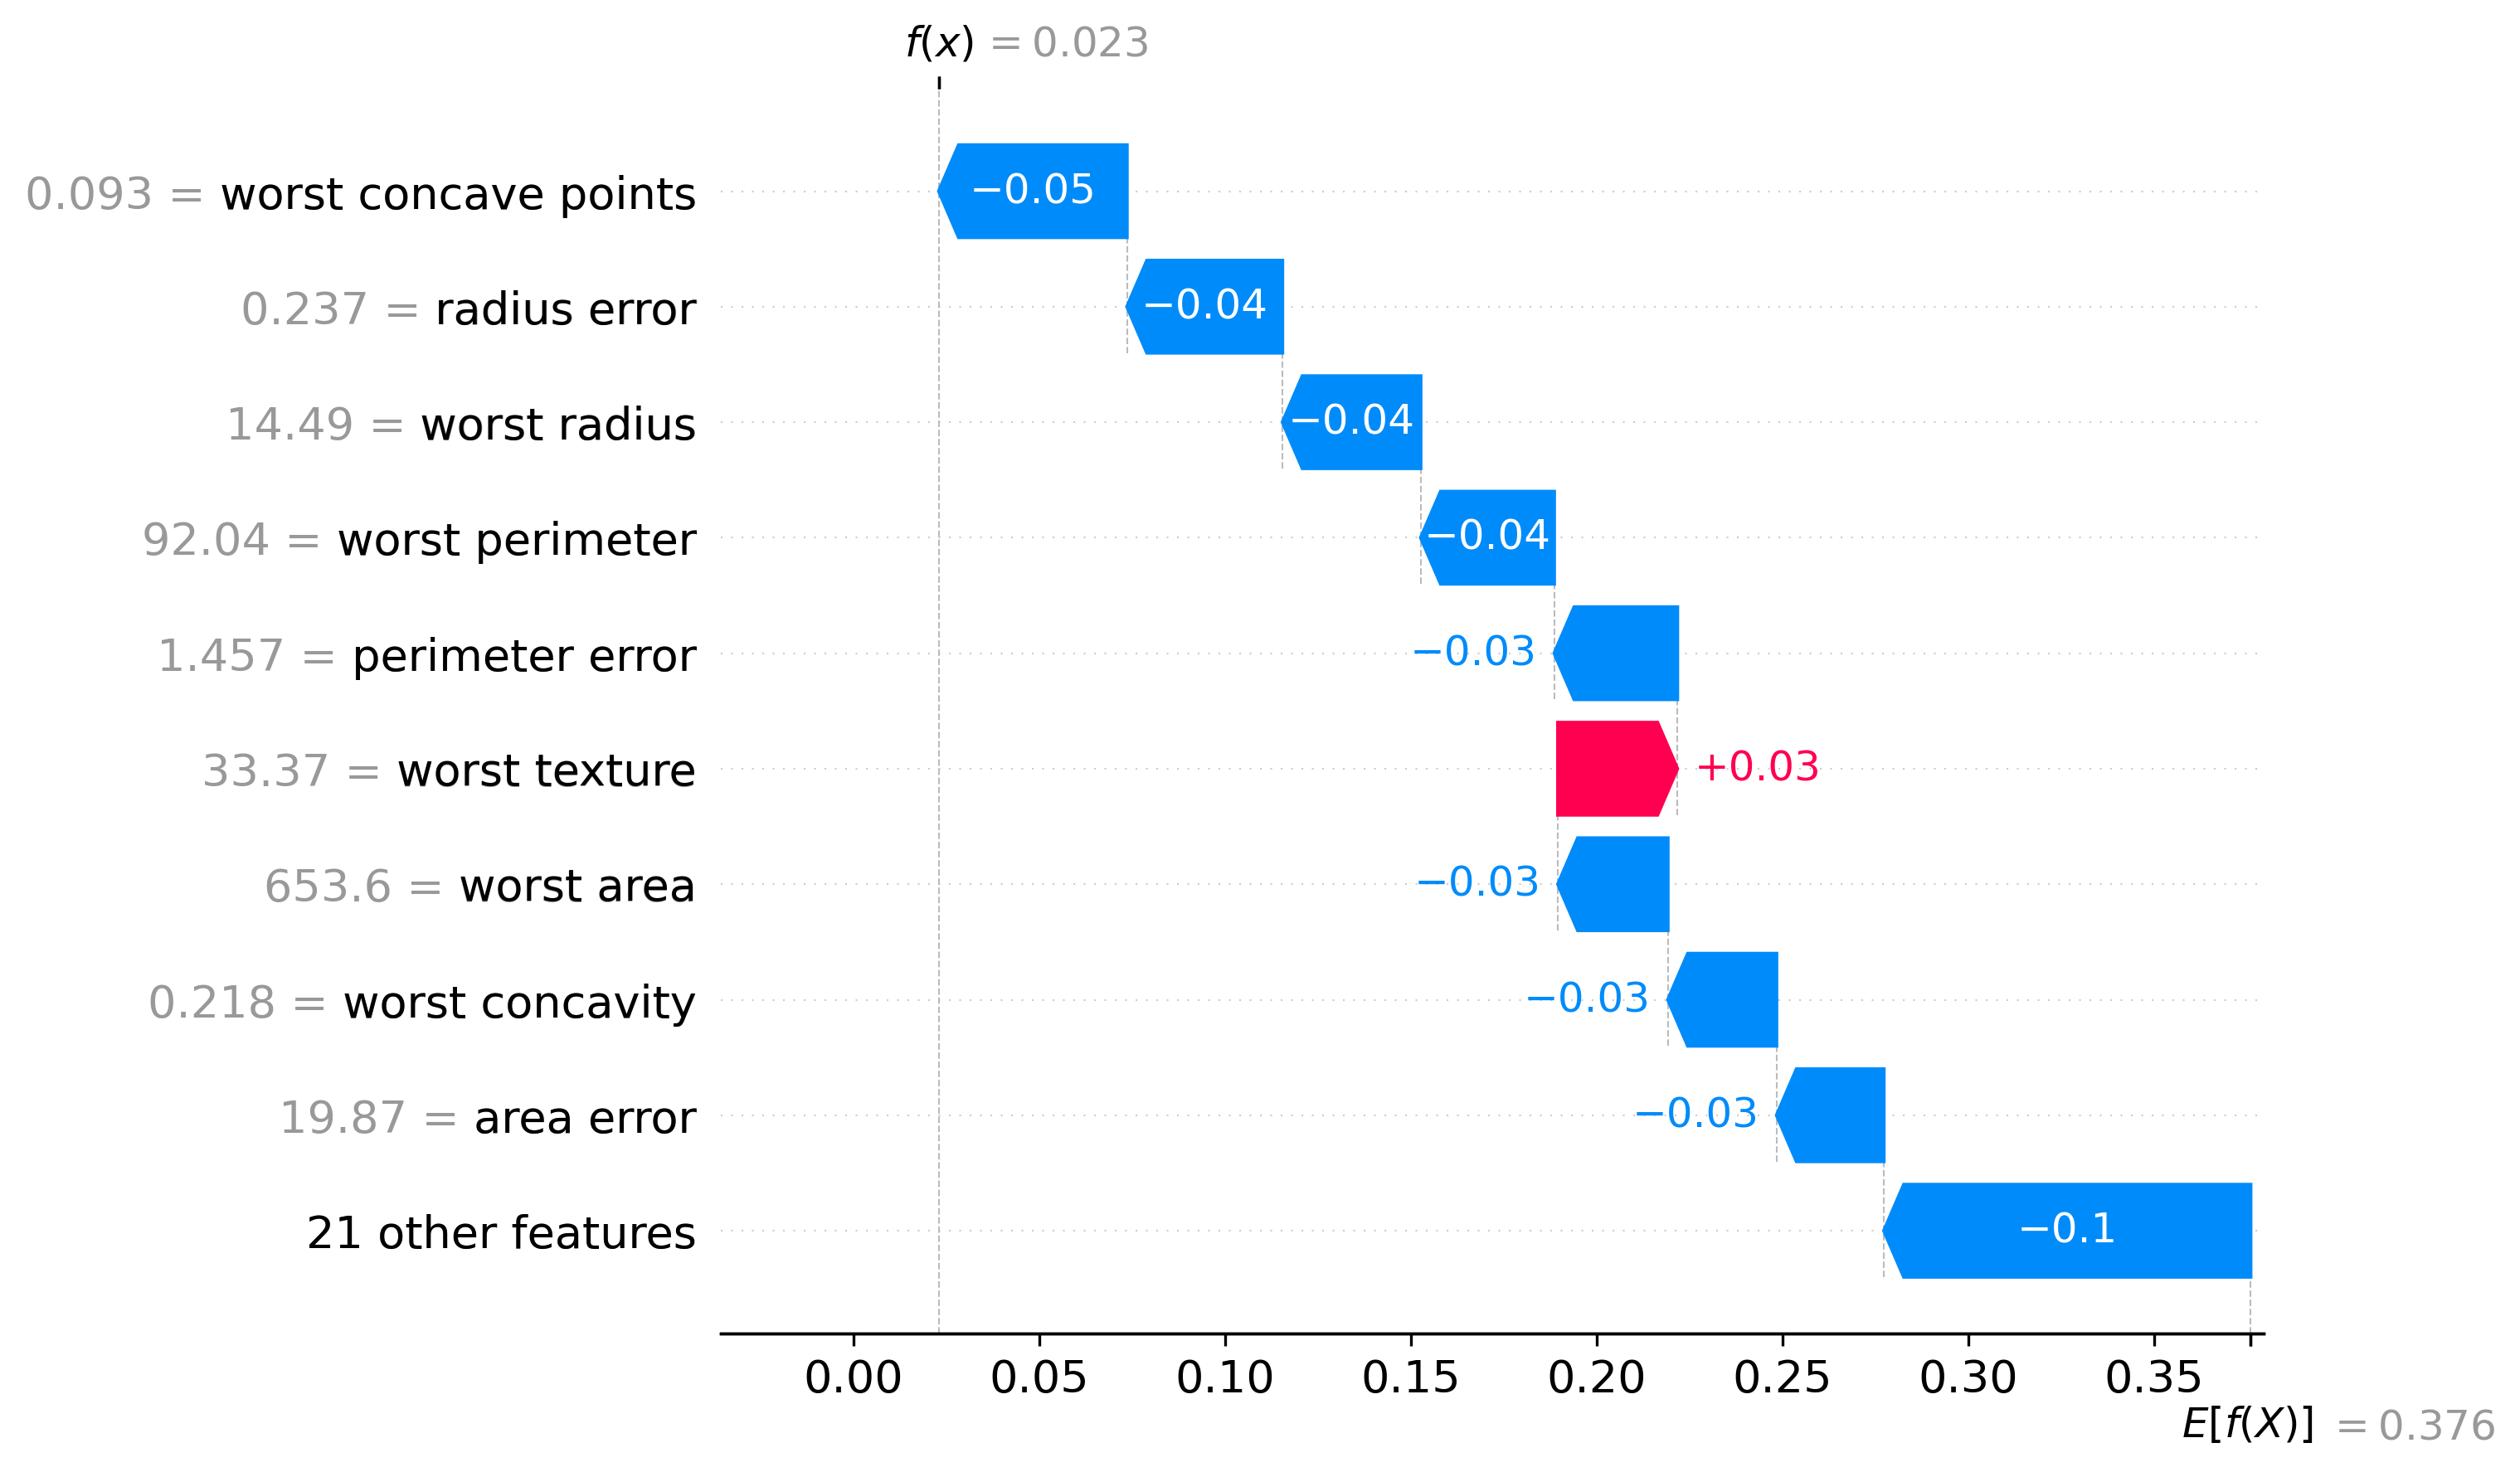 f(x) = 0.023
0.093 = worst concave points −0.05
0.237 = radius error −0.04
14.49 = worst radius −0.04
92.04 = worst perimeter −0.04
1.457 = perimeter error −0.03
33.37 = worst texture +0.03
653.6 = worst area −0.03
0.218 = worst concavity −0.03
19.87 = area error −0.03
21 other features −0.1
0.00 0.05 0.10 0.15 0.20 0.25 0.30 0.35
E[f(X)] = 0.376